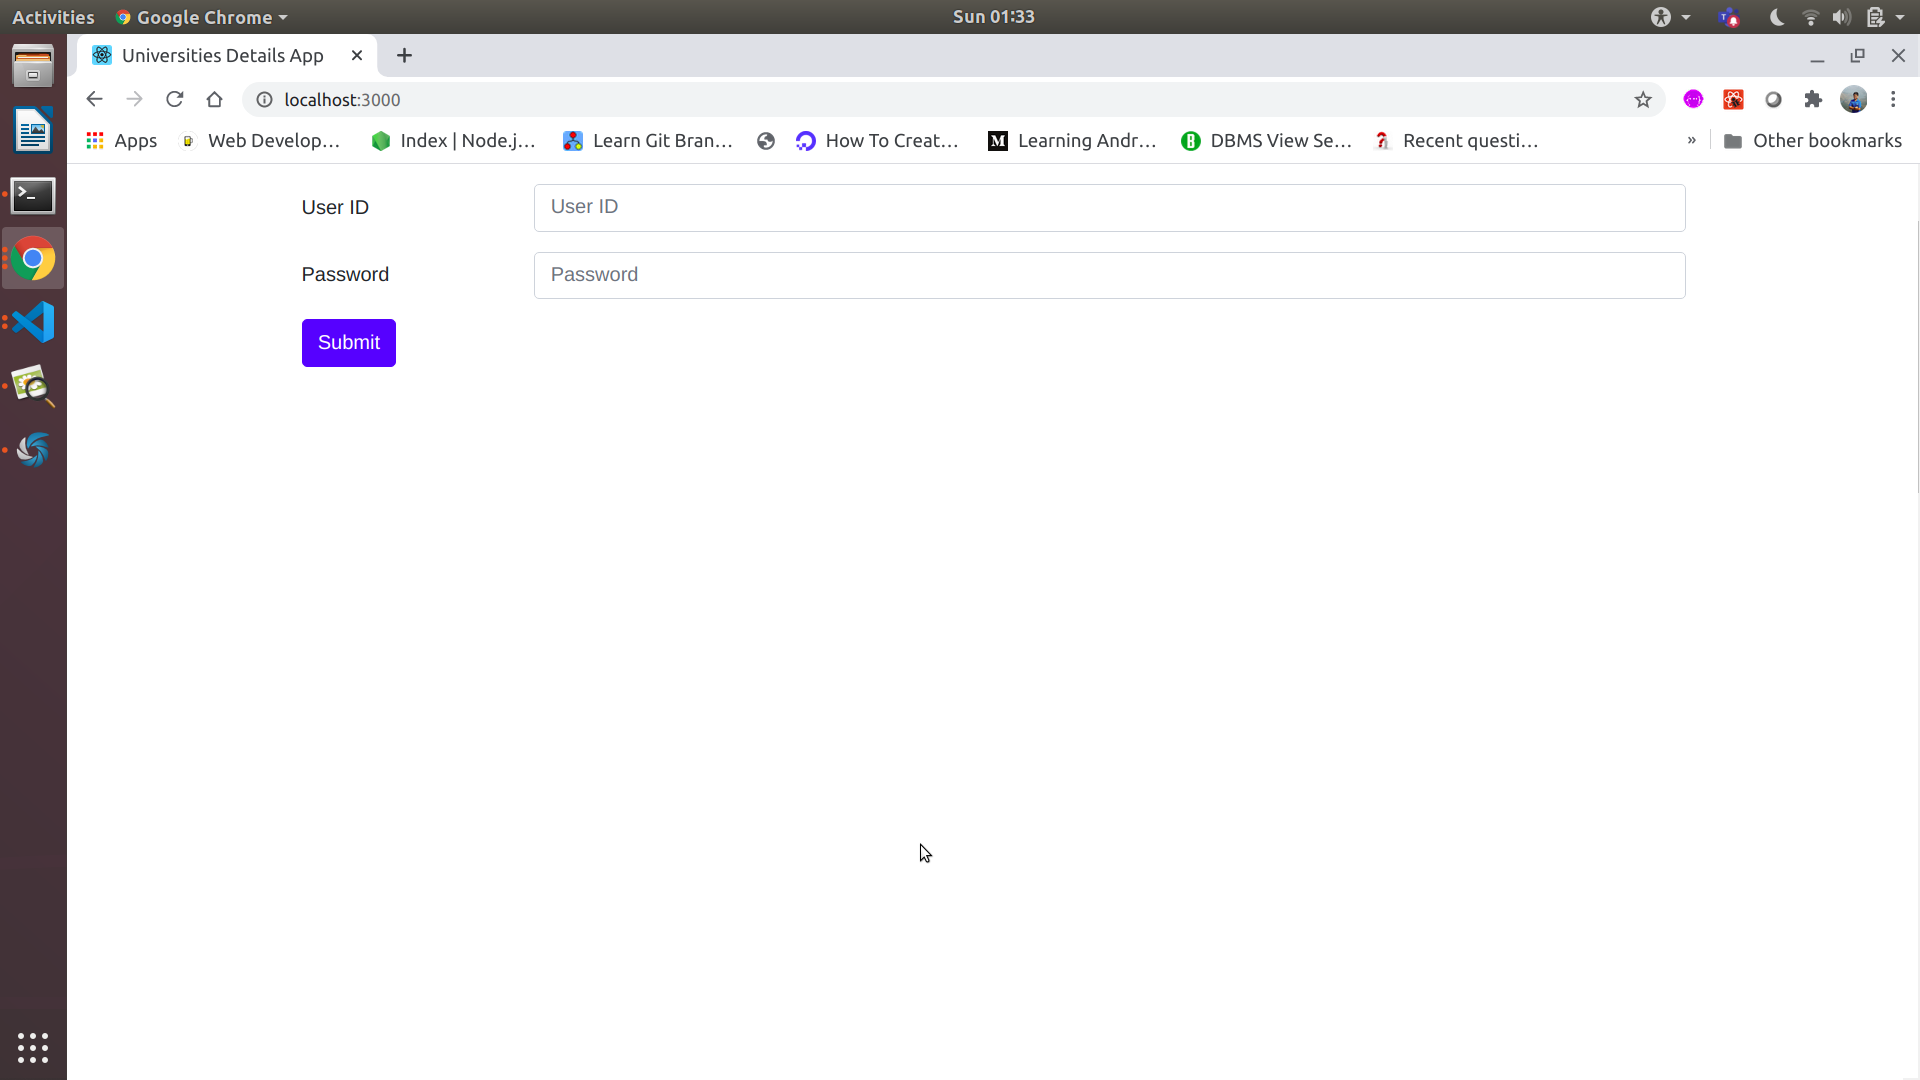 Activities Google Chrome Sun 01:33
Universities Details App
localhost:3000
Apps Web Develop... Index | Node.j... Learn Git Bran... How To Creat... M Learning Andr... DBMS View Se... Recent questi... » Other bookmarks
User ID User ID
Password Password
Submit